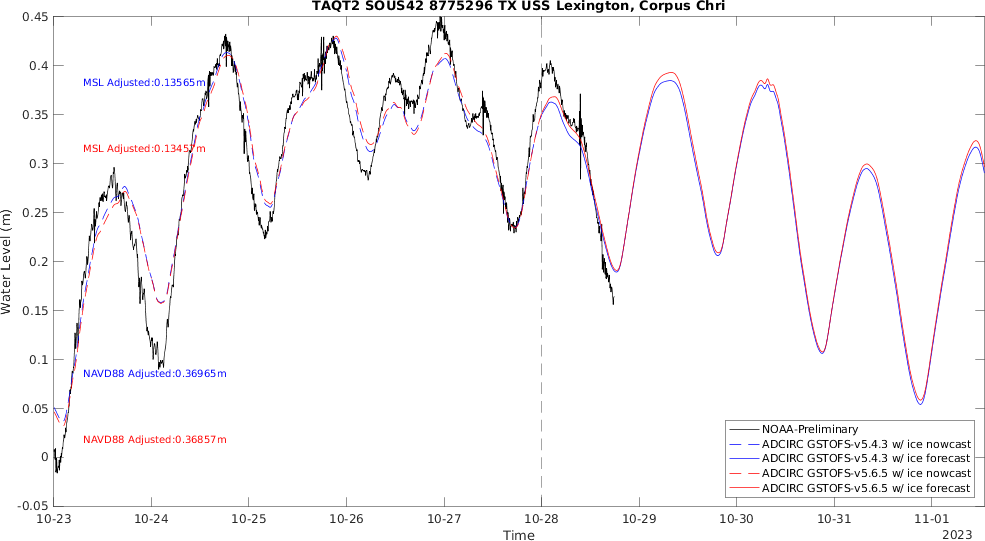 TAQT2 SOUS42 8775296 TX USS Lexington, Corpus Chri
0.45
0.4
0.35
0.3
0.25
0.2
0.15
0.1
0.05
0
-0.05
Water Level (m)
MSL Adjusted:0.13565m
MSL Adjusted:0.13457m
NAVD88 Adjusted:0.36965m
NAVD88 Adjusted:0.36857m
NOAA-Preliminary
ADCIRC GSTOFS-v5.4.3 w/ ice nowcast
ADCIRC GSTOFS-v5.4.3 w/ ice forecast
ADCIRC GSTOFS-v5.6.5 w/ ice nowcast
ADCIRC GSTOFS-v5.6.5 w/ ice forecast
10-23 10-24 10-25 10-26 10-27 10-28 10-29 10-30 10-31 11-01
Time
2023